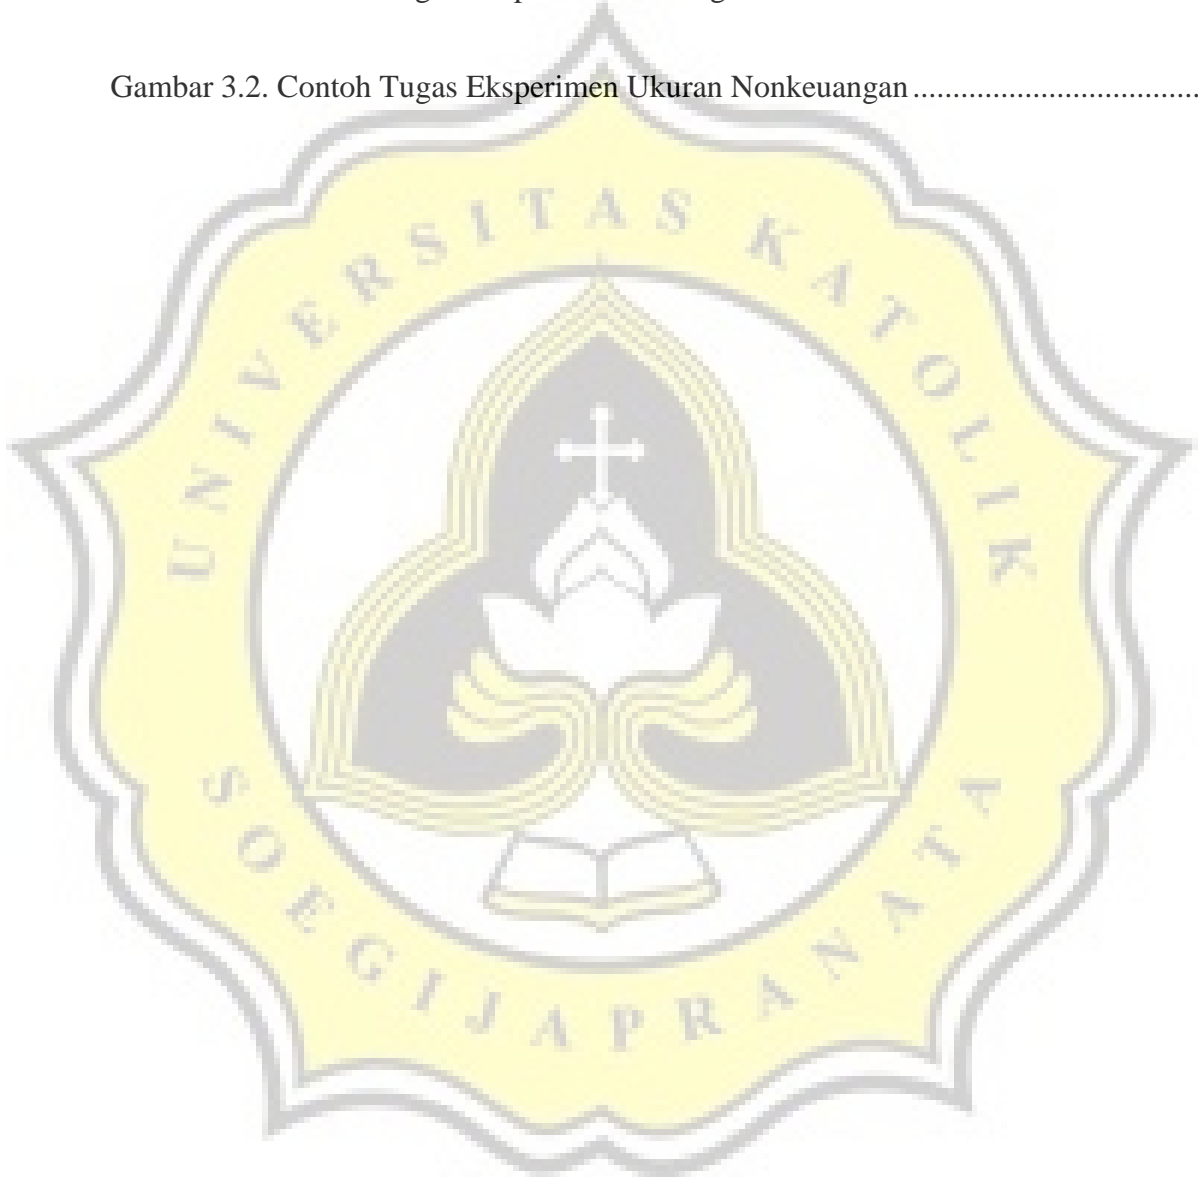 Gambar 3.2. Contoh Tugas Eksperimen Ukuran Nonkeuangan..................................
UNIVERSITAS KATOLIK
SOEGIJAPRANATA